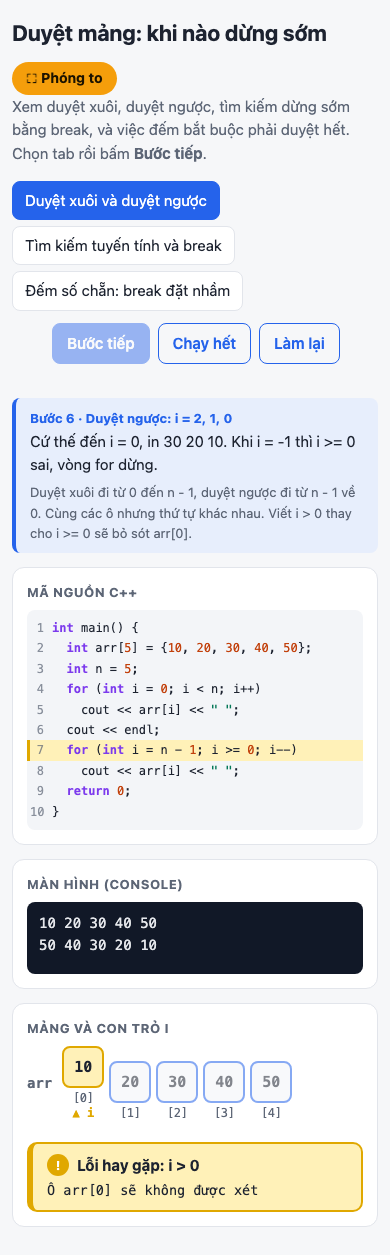 Duyệt mảng: khi nào dừng sớm
⛶ Phóng to
Xem duyệt xuôi, duyệt ngược, tìm kiếm dừng sớm
bằng break, và việc đếm bắt buộc phải duyệt hết.
Chọn tab rồi bấm Bước tiếp.
Duyệt xuôi và duyệt ngược
Tìm kiếm tuyến tính và break
Đếm số chẵn: break đặt nhầm
Bước tiếp Chạy hết Làm lại
Bước 6 · Duyệt ngược: i = 2, 1, 0
Cứ thế đến i = 0, in 30 20 10. Khi i = -1 thì i >= 0
sai, vòng for dừng.
Duyệt xuôi đi từ 0 đến n - 1, duyệt ngược đi từ n - 1 về
0. Cùng các ô nhưng thứ tự khác nhau. Viết i > 0 thay
cho i >= 0 sẽ bỏ sót arr[0].
MÃ NGUỒN C++
1 int main() {
2 int arr[5] = {10, 20, 30, 40, 50};
3 int n = 5;
4 for (int i = 0; i < n; i++)
5 cout << arr[i] << " ";
6 cout << endl;
7 for (int i = n - 1; i >= 0; i--)
8 cout << arr[i] << " ";
9 return 0;
10 }
MÀN HÌNH (CONSOLE)
10 20 30 40 50
50 40 30 20 10
MẢNG VÀ CON TRỎ I
arr 10 20 30 40 50
[0] [1] [2] [3] [4]
▲ i
! Lỗi hay gặp: i > 0
Ô arr[0] sẽ không được xét